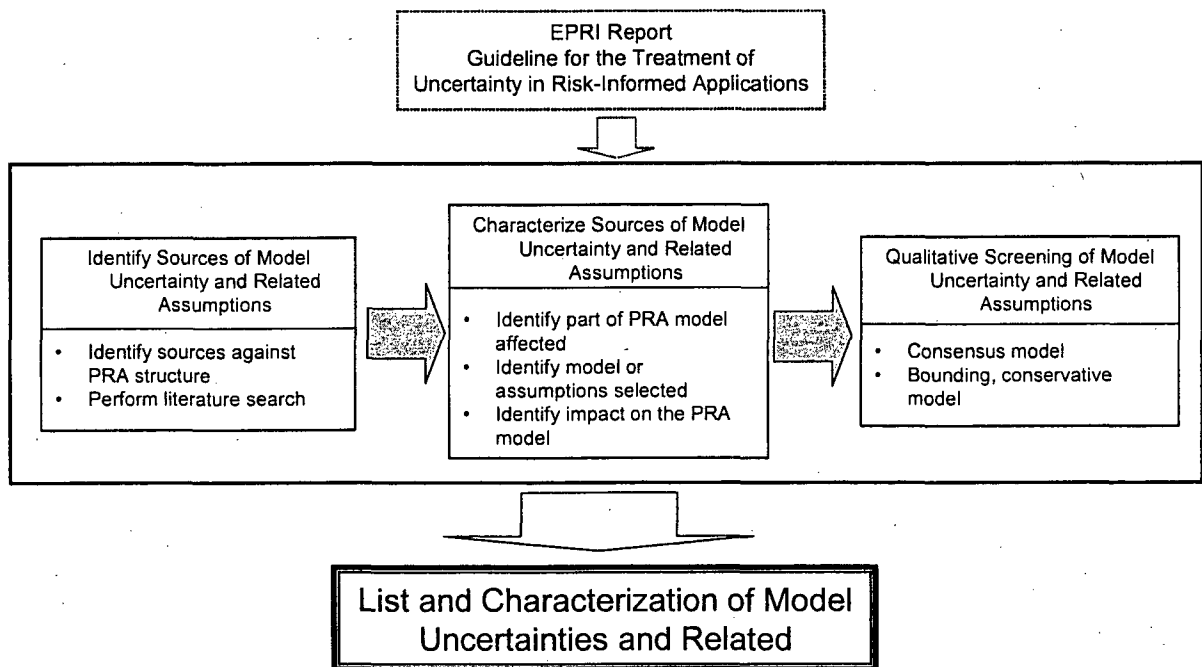 EPRI Report
Guideline for the Treatment of
Uncertainty in Risk-Informed Applications
Identify Sources of Model
Uncertainty and Related
Assumptions
• Identify sources against
PRA structure
• Perform literature search
Characterize Sources of Model
Uncertainty and Related
Assumptions
• Identify part of PRA model
affected
• Identify model or
assumptions selected
• Identify impact on the PRA
model
Qualitative Screening of Model
Uncertainty and Related
Assumptions
• Consensus model
• Bounding, conservative
model
List and Characterization of Model
Uncertainties and Related